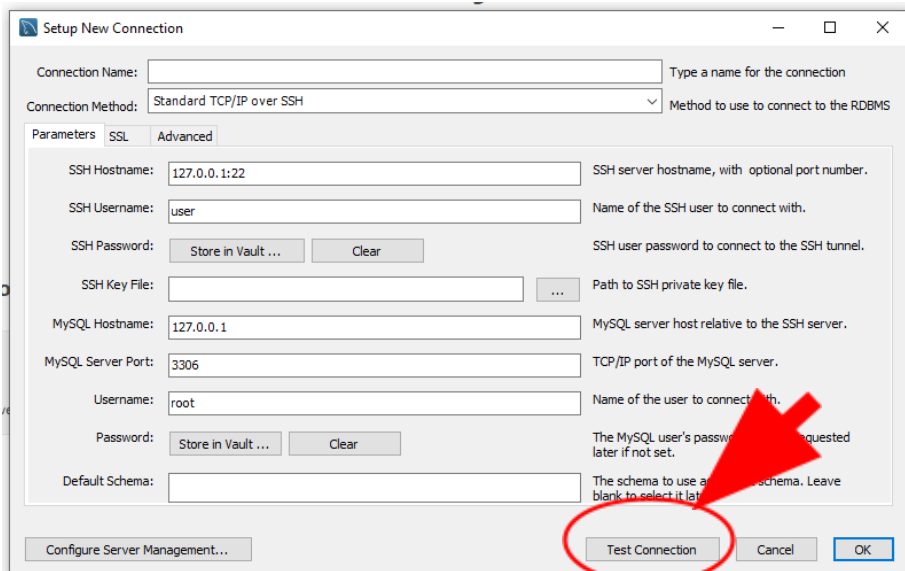 Setup New Connection
Connection Name: Type a name for the connection
Connection Method: Standard TCP/IP over SSH Method to use to connect to the RDBMS
Parameters SSL Advanced
SSH Hostname: 127.0.0.1:22 SSH server hostname, with optional port number.
SSH Username: user Name of the SSH user to connect with.
SSH Password: Store in Vault ... Clear SSH user password to connect to the SSH tunnel.
SSH Key File: ... Path to SSH private key file.
MySQL Hostname: 127.0.0.1 MySQL server host relative to the SSH server.
MySQL Server Port: 3306 TCP/IP port of the MySQL server.
Username: root Name of the user to connect
Password: Store in Vault ... Clear The MySQL user's
later if not set.
Default Schema: The schema to use schema. Leave
blank to select it
Configure Server Management... Test Connection Cancel OK